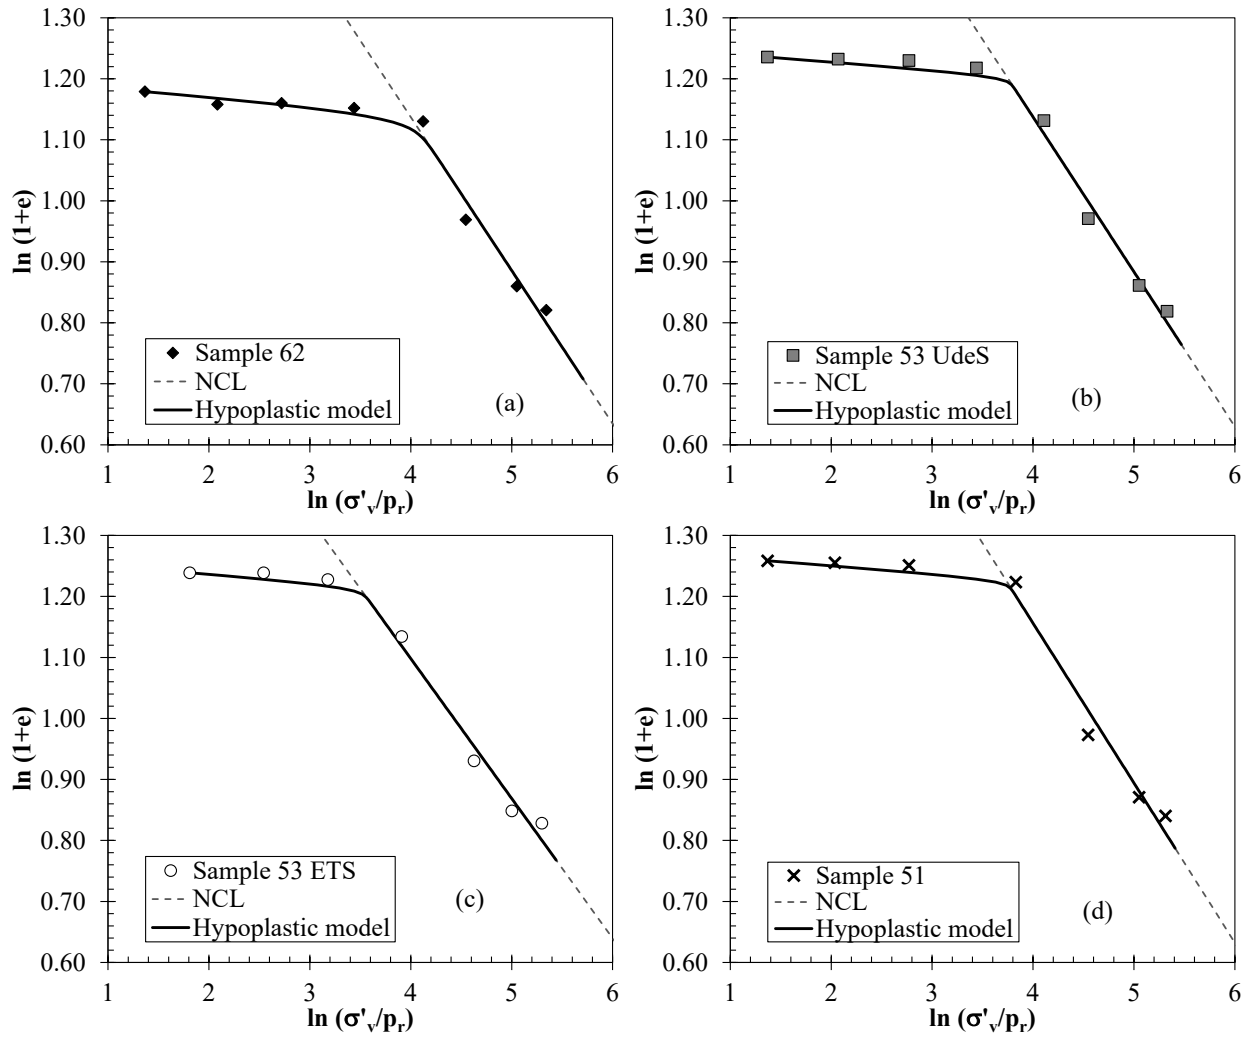 1.30
1.20
1.10
1.00
0.90
0.80
0.70
0.60
ln (1+e)
Sample 62
NCL
Hypoplastic model
(a)
1 2 3 4 5 6
ln (σ'v/pr)
1.30
1.20
1.10
1.00
0.90
0.80
0.70
0.60
ln (1+e)
Sample 53 UdeS
NCL
Hypoplastic model
(b)
1 2 3 4 5 6
ln (σ'v/pr)
1.30
1.20
1.10
1.00
0.90
0.80
0.70
0.60
ln (1+e)
Sample 53 ETS
NCL
Hypoplastic model
(c)
1 2 3 4 5 6
ln (σ'v/pr)
1.30
1.20
1.10
1.00
0.90
0.80
0.70
0.60
ln (1+e)
Sample 51
NCL
Hypoplastic model
(d)
1 2 3 4 5 6
ln (σ'v/pr)